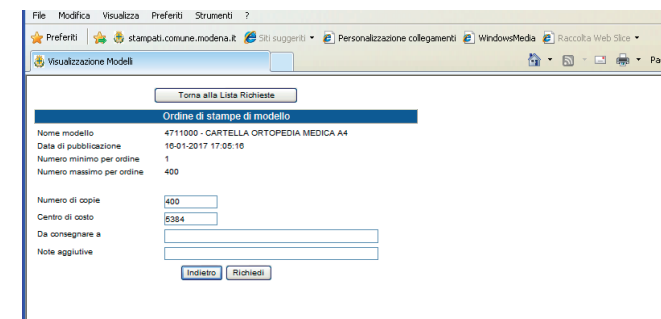 File Modifica Visualizza Preferiti Strumenti ?
Preferiti stampati.comune.modena.it Siti suggeriti Personalizzazione collegamenti WindowsMedia Raccolta Web Slice
Visualizzazione Modelli Pa
Torna alla Lista Richieste
Ordine di stampe di modello
Nome modello 4711000 - CARTELLA ORTOPEDIA MEDICA A4
Data di pubblicazione 16-01-2017 17:05:16
Numero minimo per ordine 1
Numero massimo per ordine 400
Numero di copie 400
Centro di costo 5384
Da consegnare a
Note aggiutive
Indietro Richiedi